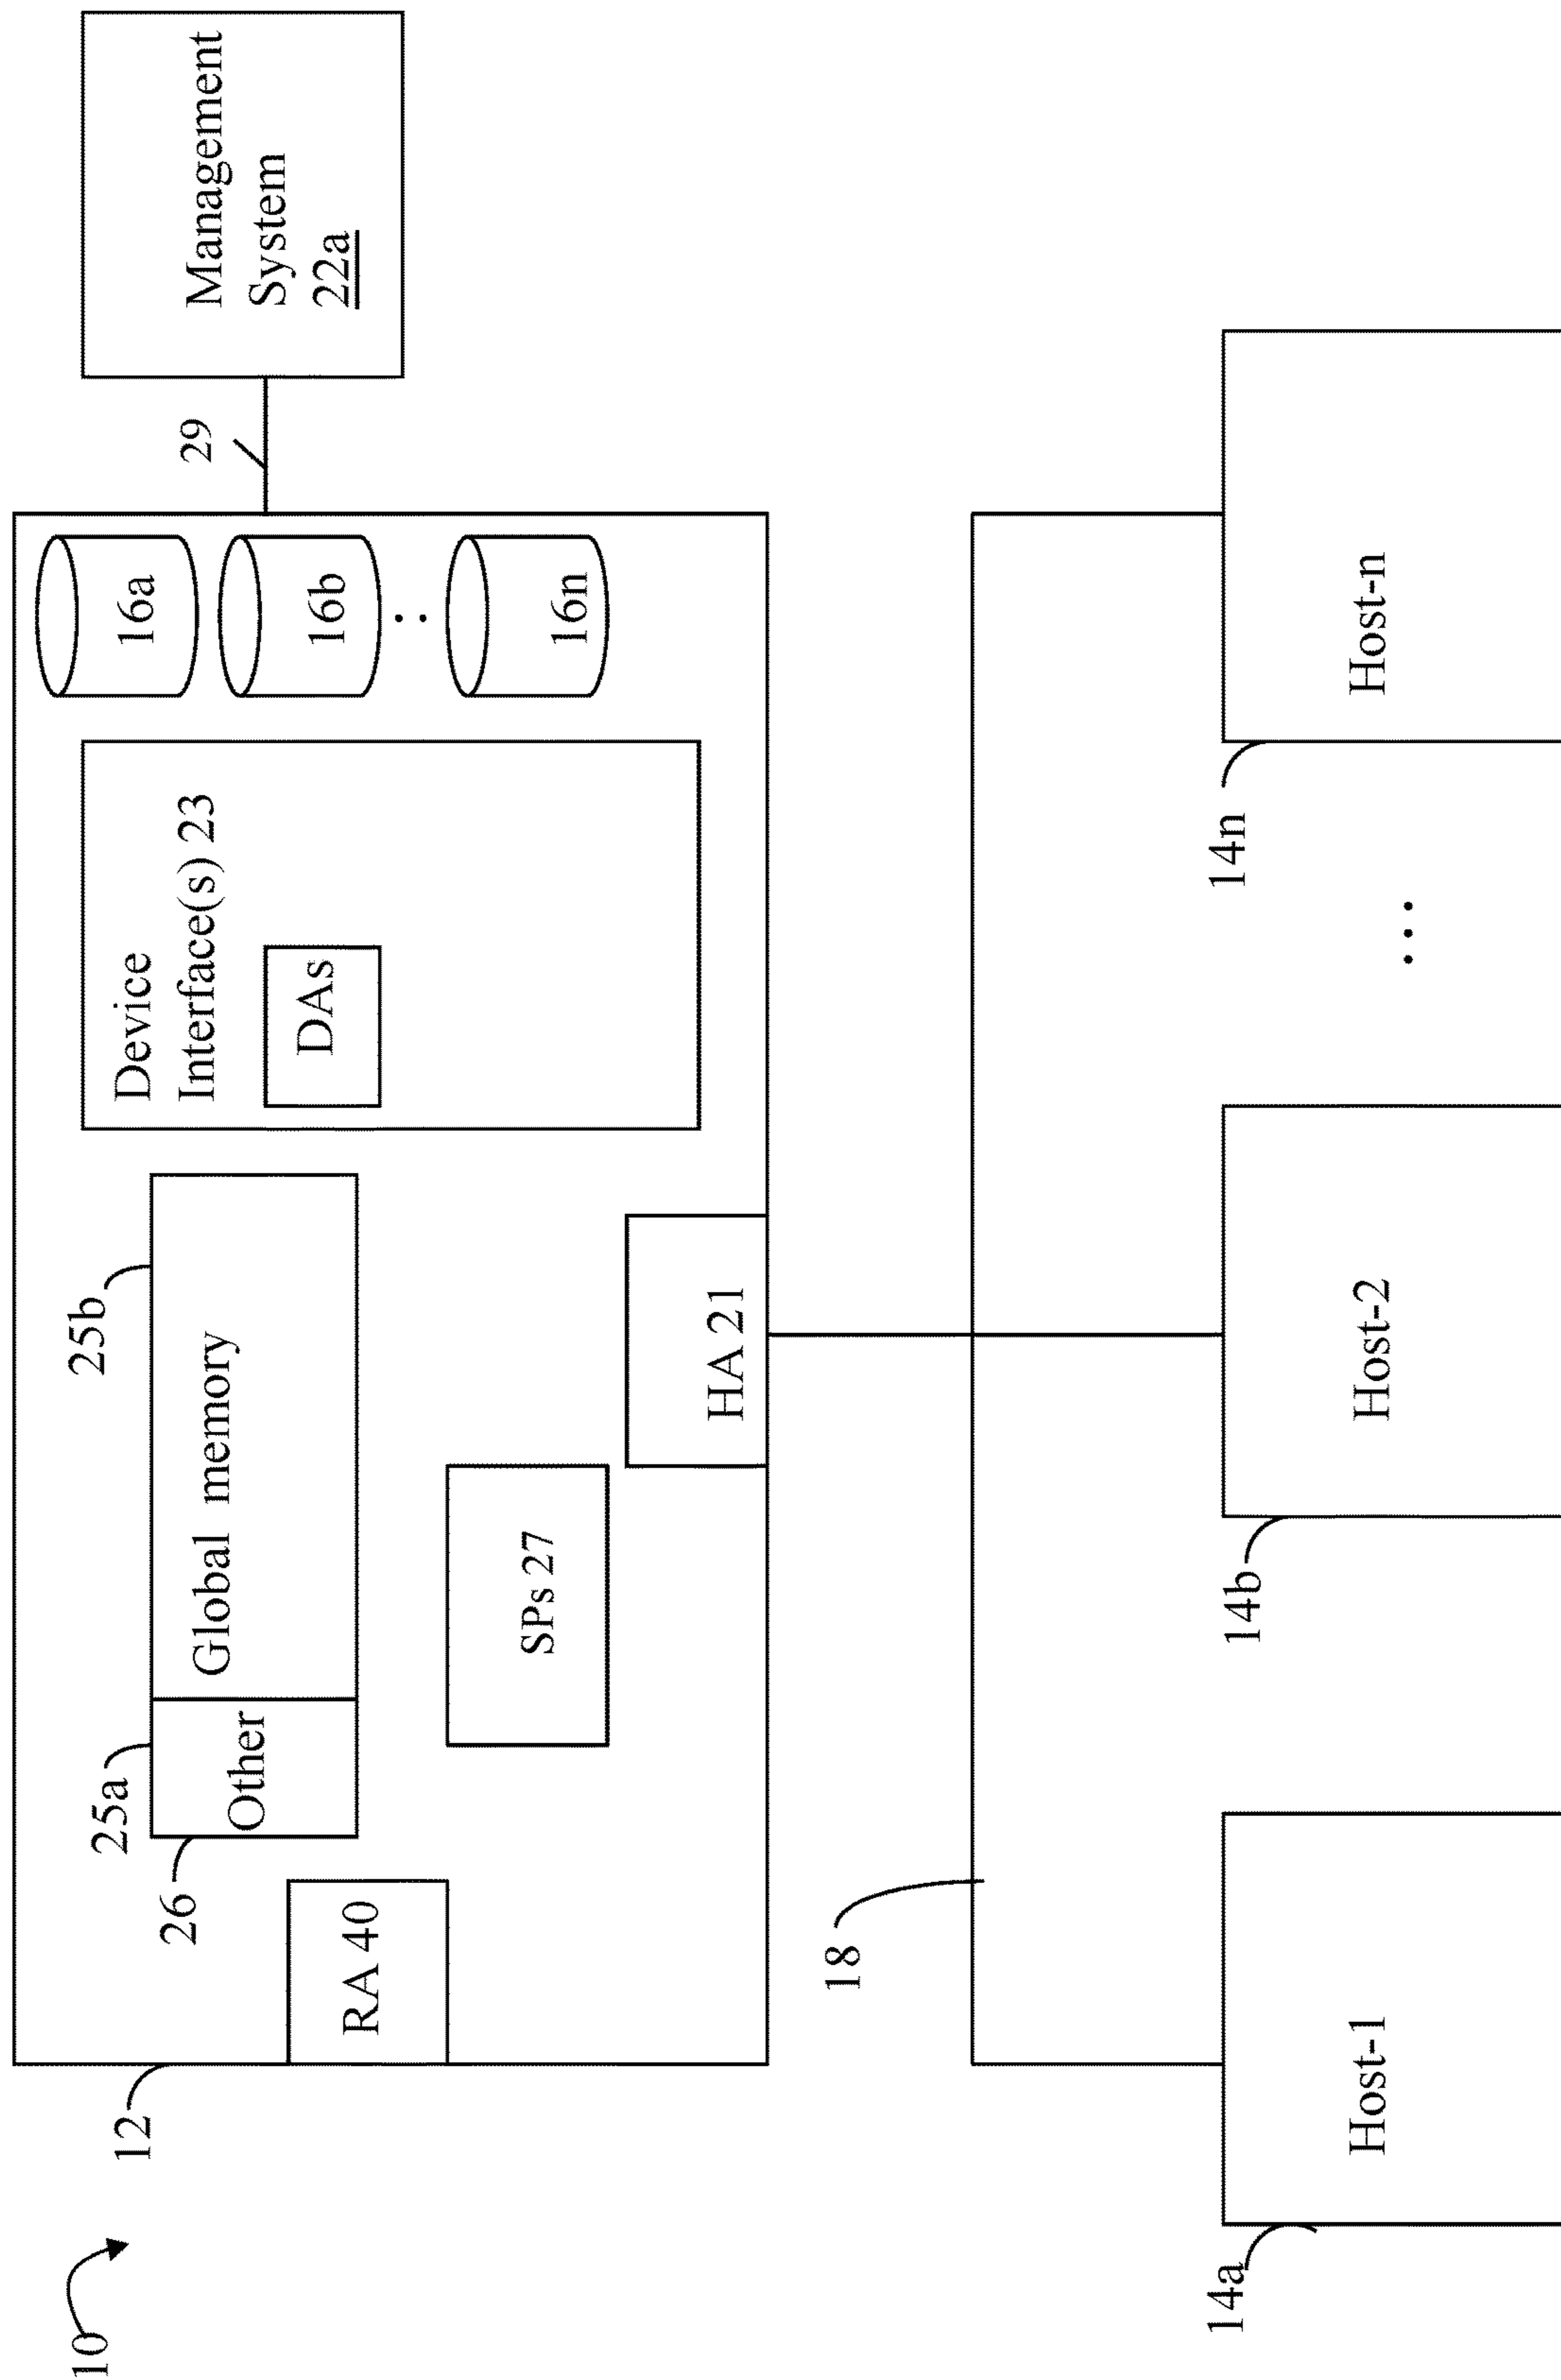 10
12
25a
25b
26
Other
Global memory
Device
Interface(s) 23
DAs
16a
16b
16n
29
Management
System
22a
RA 40
SPs 27
HA 21
18
14a
Host-1
14b
Host-2
...
14n
Host-n